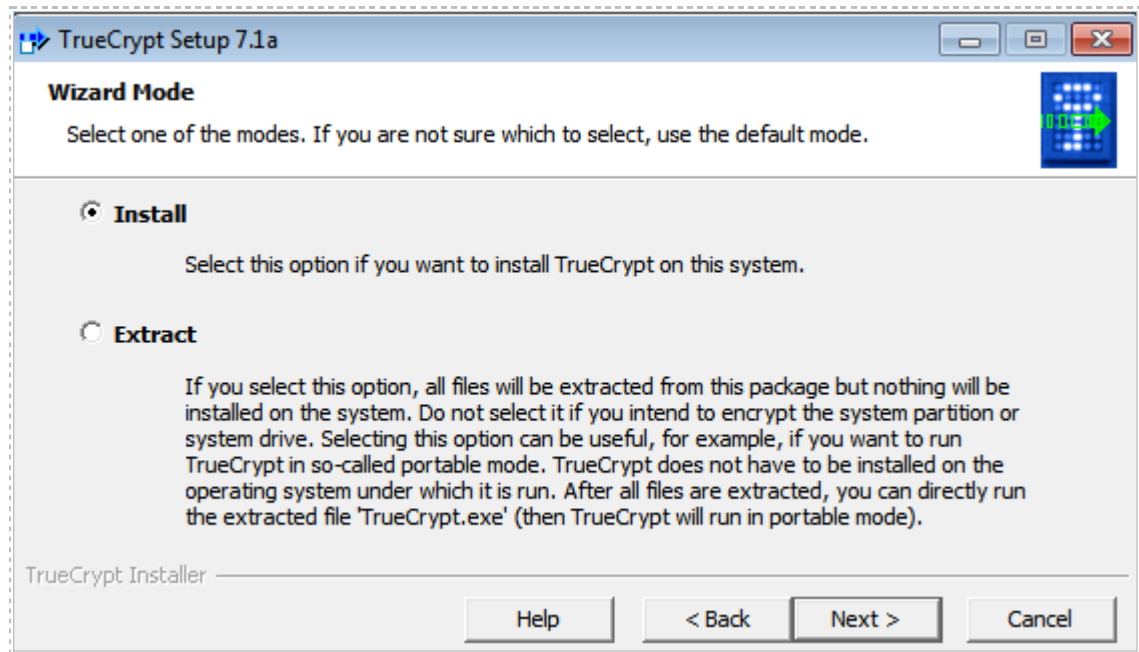 TrueCrypt Setup 7.1a
Wizard Mode
Select one of the modes. If you are not sure which to select, use the default mode.
Install
Select this option if you want to install TrueCrypt on this system.
Extract
If you select this option, all files will be extracted from this package but nothing will be
installed on the system. Do not select it if you intend to encrypt the system partition or
system drive. Selecting this option can be useful, for example, if you want to run
TrueCrypt in so-called portable mode. TrueCrypt does not have to be installed on the
operating system under which it is run. After all files are extracted, you can directly run
the extracted file 'TrueCrypt.exe' (then TrueCrypt will run in portable mode).
TrueCrypt Installer
Help < Back Next > Cancel